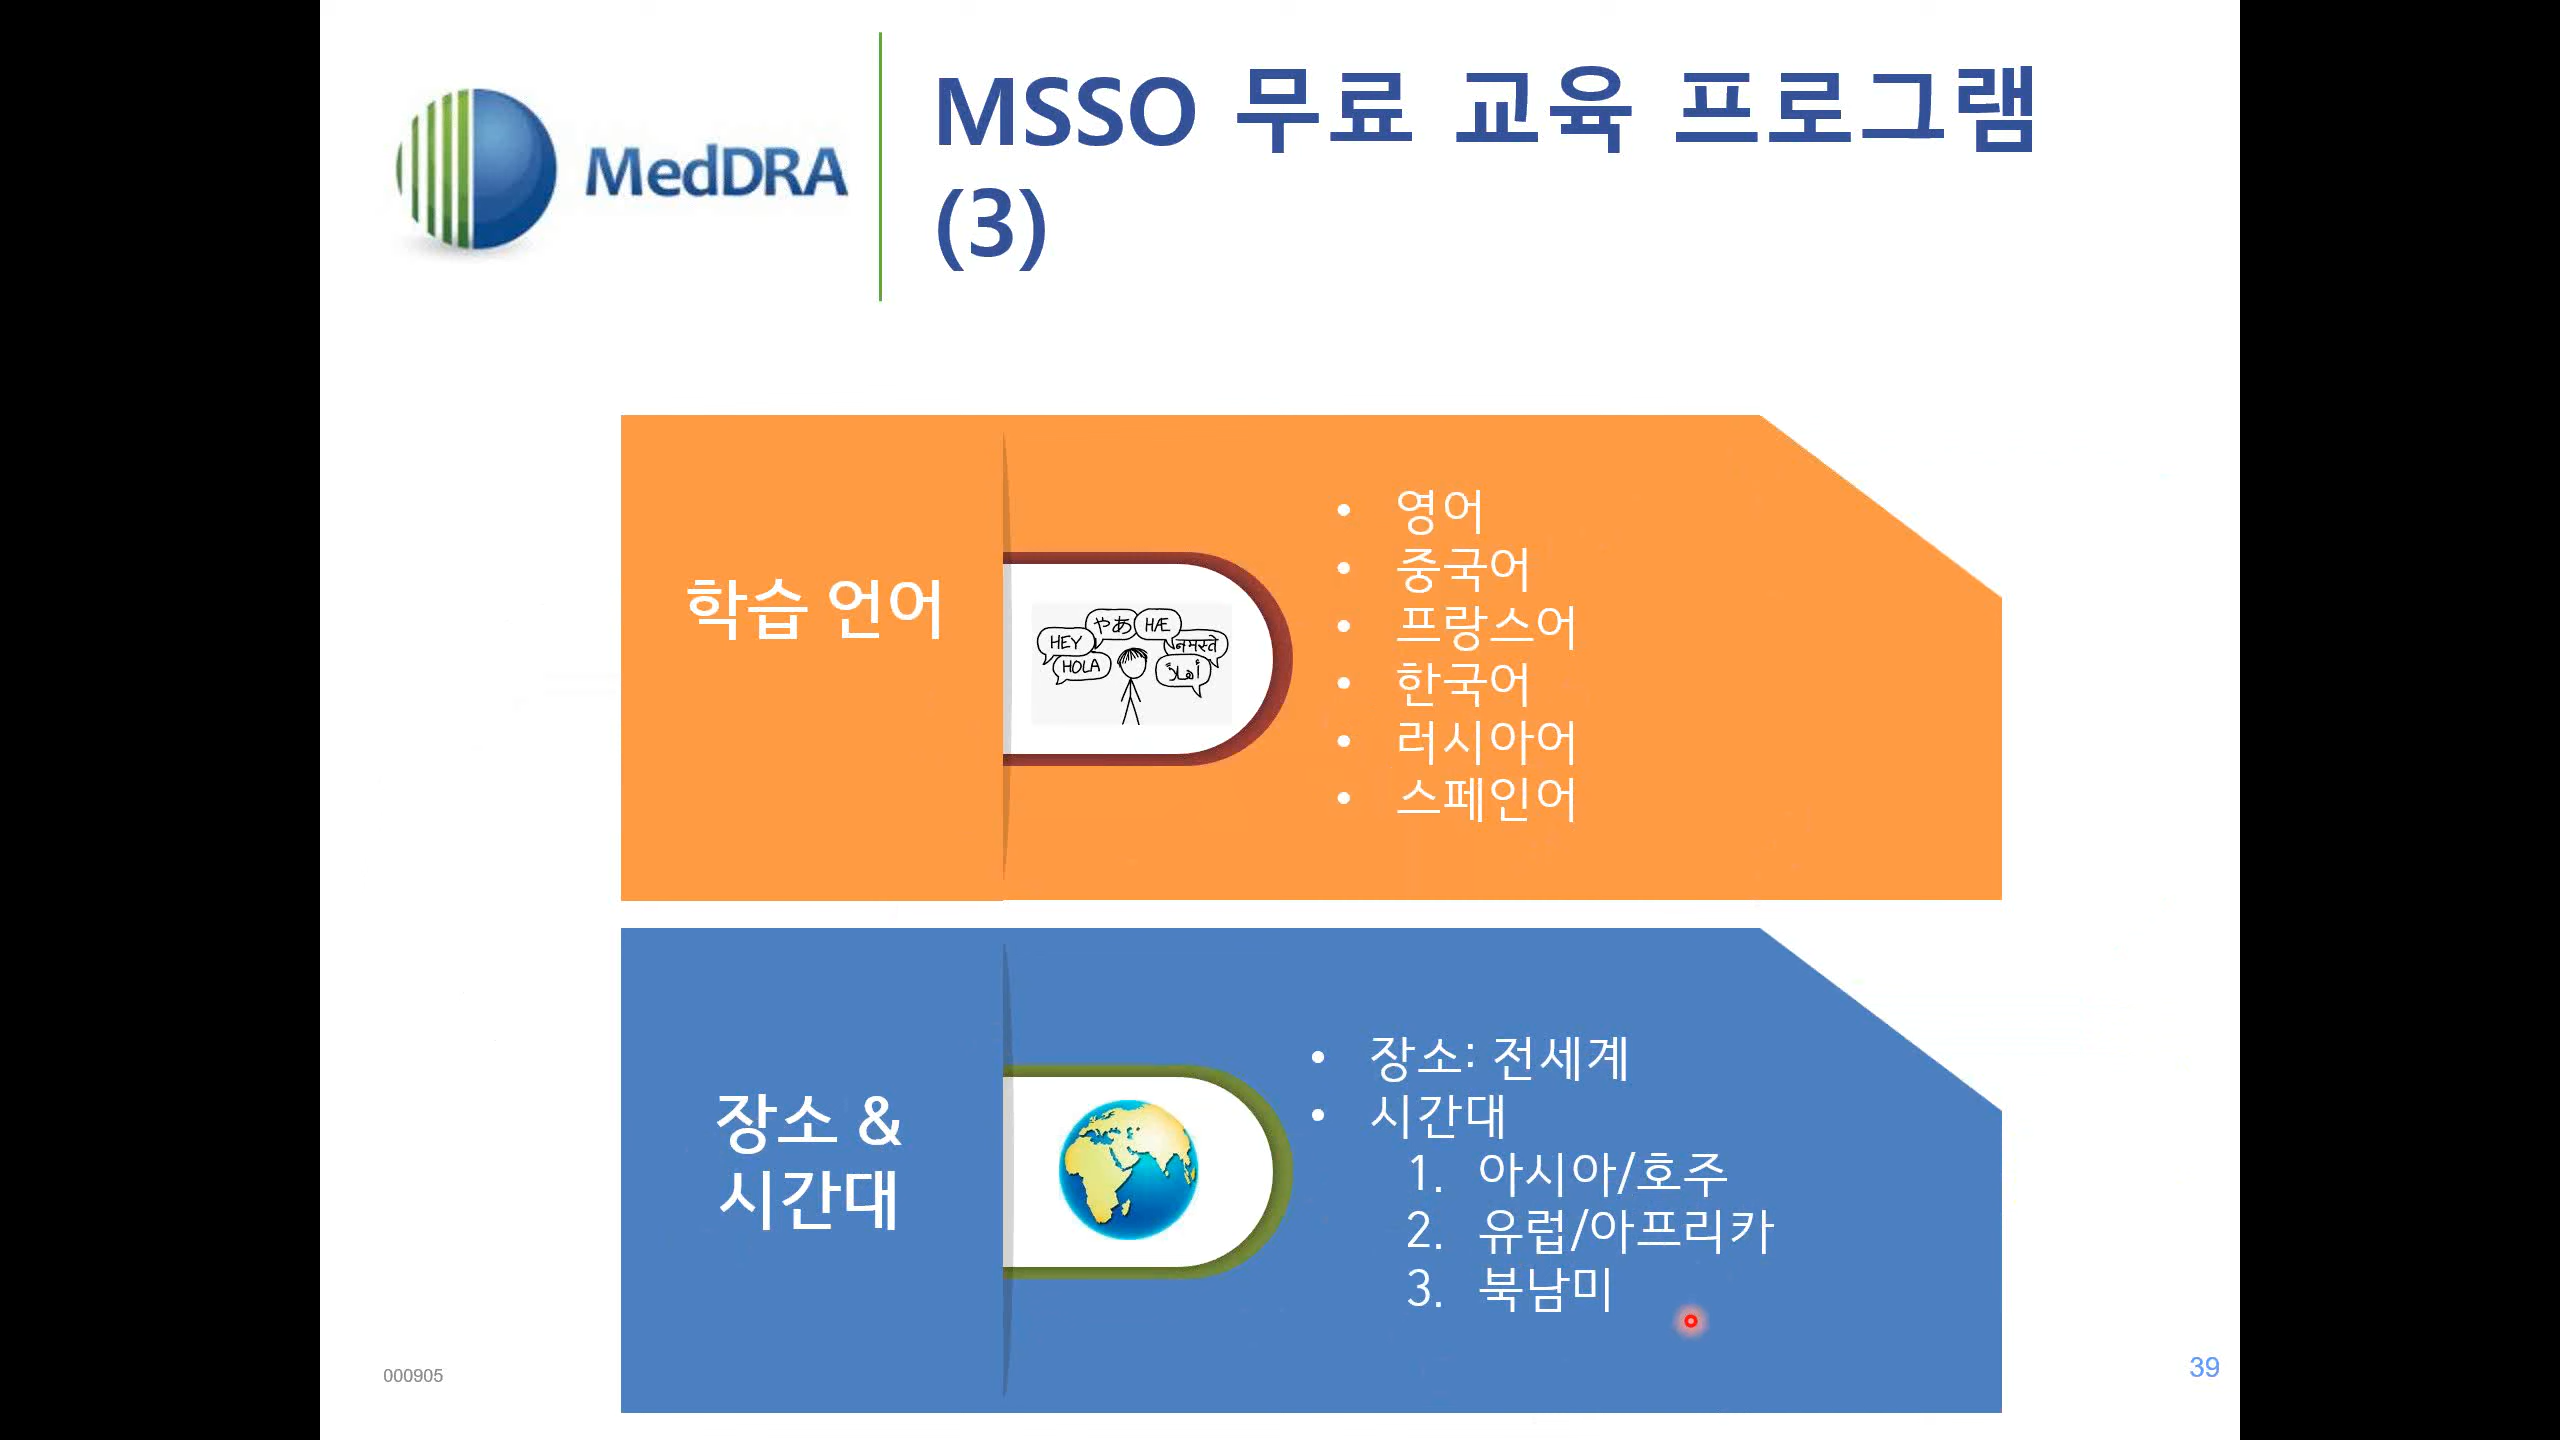 MedDRA
MSSO 무료 교육 프로그램
(3)
학습 언어
HEY
やあ
HÆ
नमस्ते
HOLA
أهلاً
• 영어
• 중국어
• 프랑스어
• 한국어
• 러시아어
• 스페인어
장소 &
시간대
• 장소: 전세계
• 시간대
1. 아시아/호주
2. 유럽/아프리카
3. 북남미
000905
39